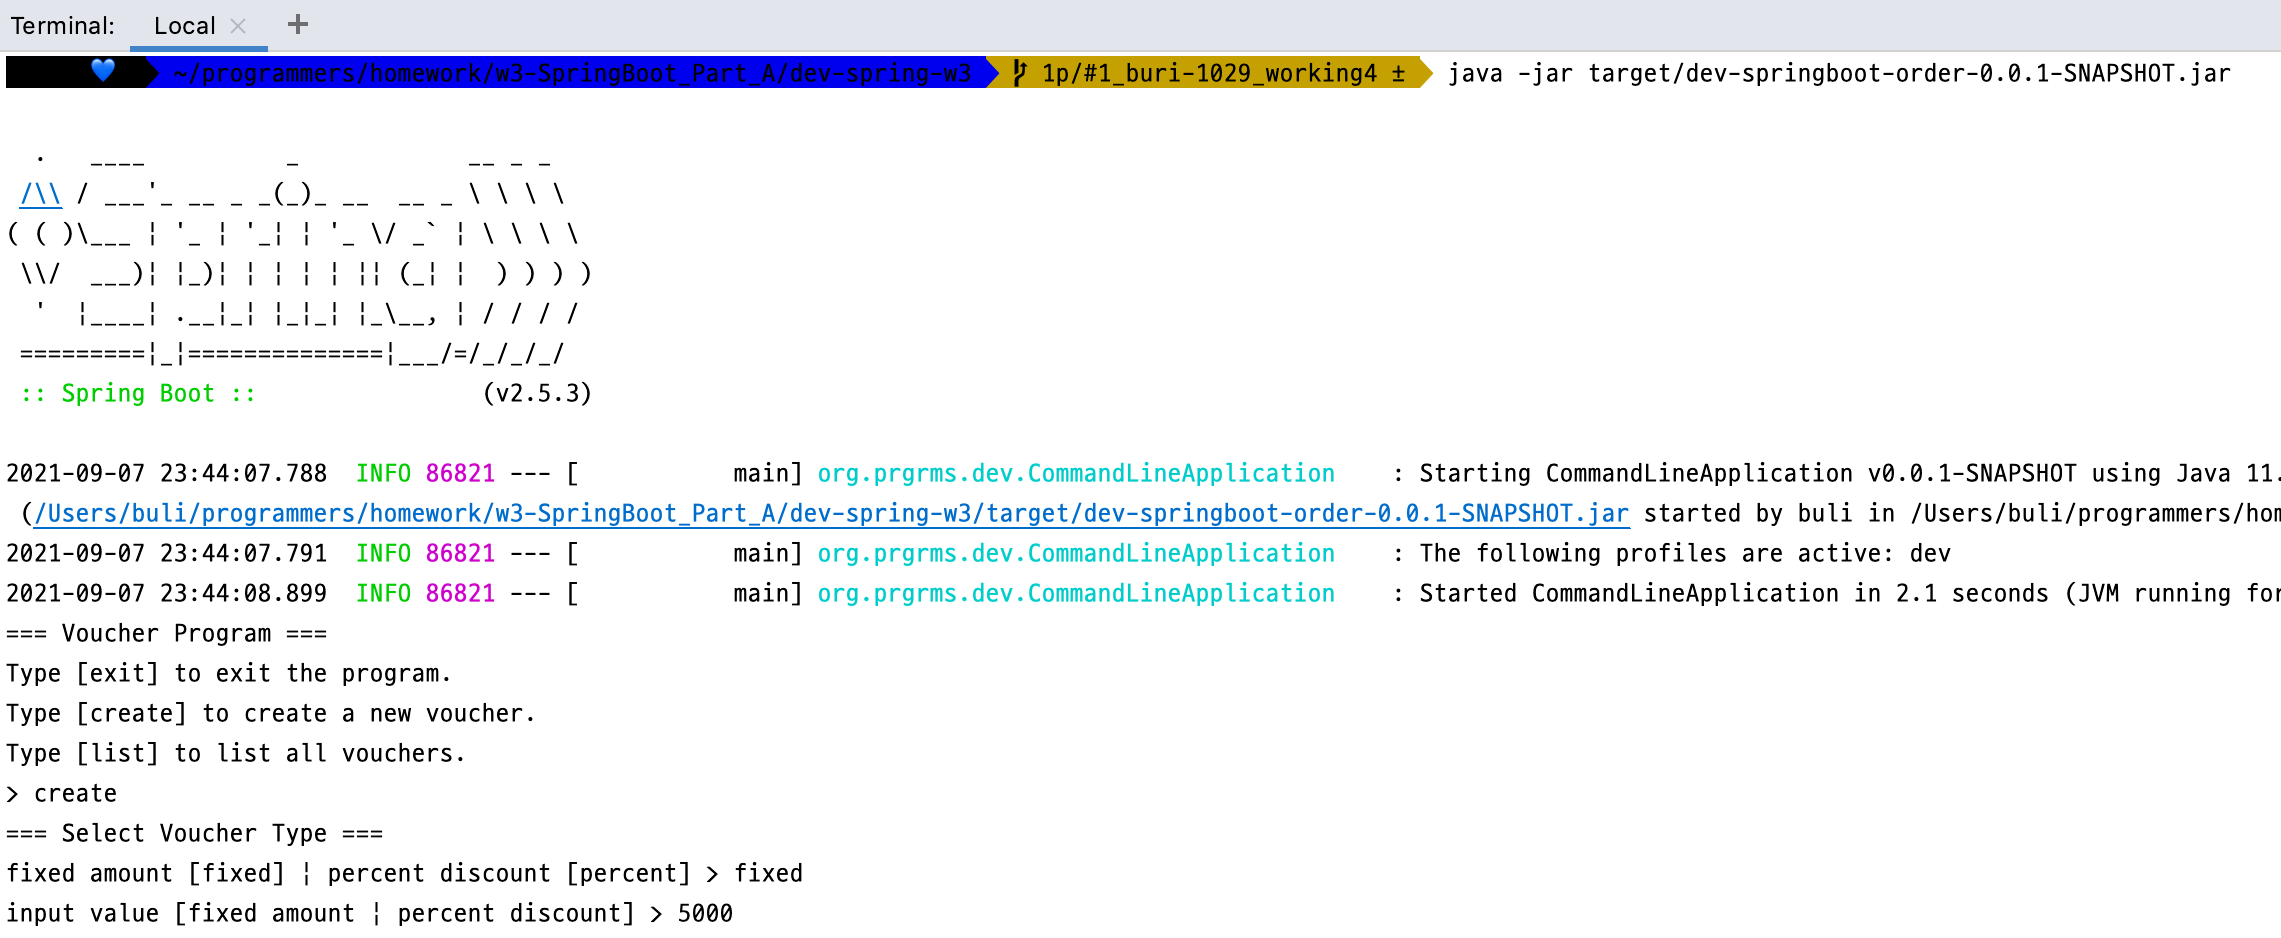 Terminal: Local × +
~/programmers/homework/w3-SpringBoot_Part_A/dev-spring-w3 1p/#1_buri-1029_working4 ± java -jar target/dev-springboot-order-0.0.1-SNAPSHOT.jar
  .   ____          _            __ _ _
 /\\ / ___'_ __ _ _(_)_ __  __ _ \ \ \ \
( ( )\___ ¦ '_ ¦ '_¦ ¦ '_ \/ _` ¦ \ \ \ \
 \\/  ___)¦ ¦_)¦ ¦ ¦ ¦ ¦ ¦ ¦¦ (_¦ ¦  ) ) ) )
  '  ¦____¦ .__¦_¦ ¦_¦_¦ ¦_\__, ¦ / / / /
 =========¦_¦==============¦___/=/_/_/_/
 :: Spring Boot ::                (v2.5.3)
2021-09-07 23:44:07.788  INFO 86821 --- [           main] org.prgrms.dev.CommandLineApplication    : Starting CommandLineApplication v0.0.1-SNAPSHOT using Java 11.
 (/Users/buli/programmers/homework/w3-SpringBoot_Part_A/dev-spring-w3/target/dev-springboot-order-0.0.1-SNAPSHOT.jar started by buli in /Users/buli/programmers/hom
2021-09-07 23:44:07.791  INFO 86821 --- [           main] org.prgrms.dev.CommandLineApplication    : The following profiles are active: dev
2021-09-07 23:44:08.899  INFO 86821 --- [           main] org.prgrms.dev.CommandLineApplication    : Started CommandLineApplication in 2.1 seconds (JVM running for
=== Voucher Program ===
Type [exit] to exit the program.
Type [create] to create a new voucher.
Type [list] to list all vouchers.
> create
=== Select Voucher Type ===
fixed amount [fixed] ¦ percent discount [percent] > fixed
input value [fixed amount ¦ percent discount] > 5000